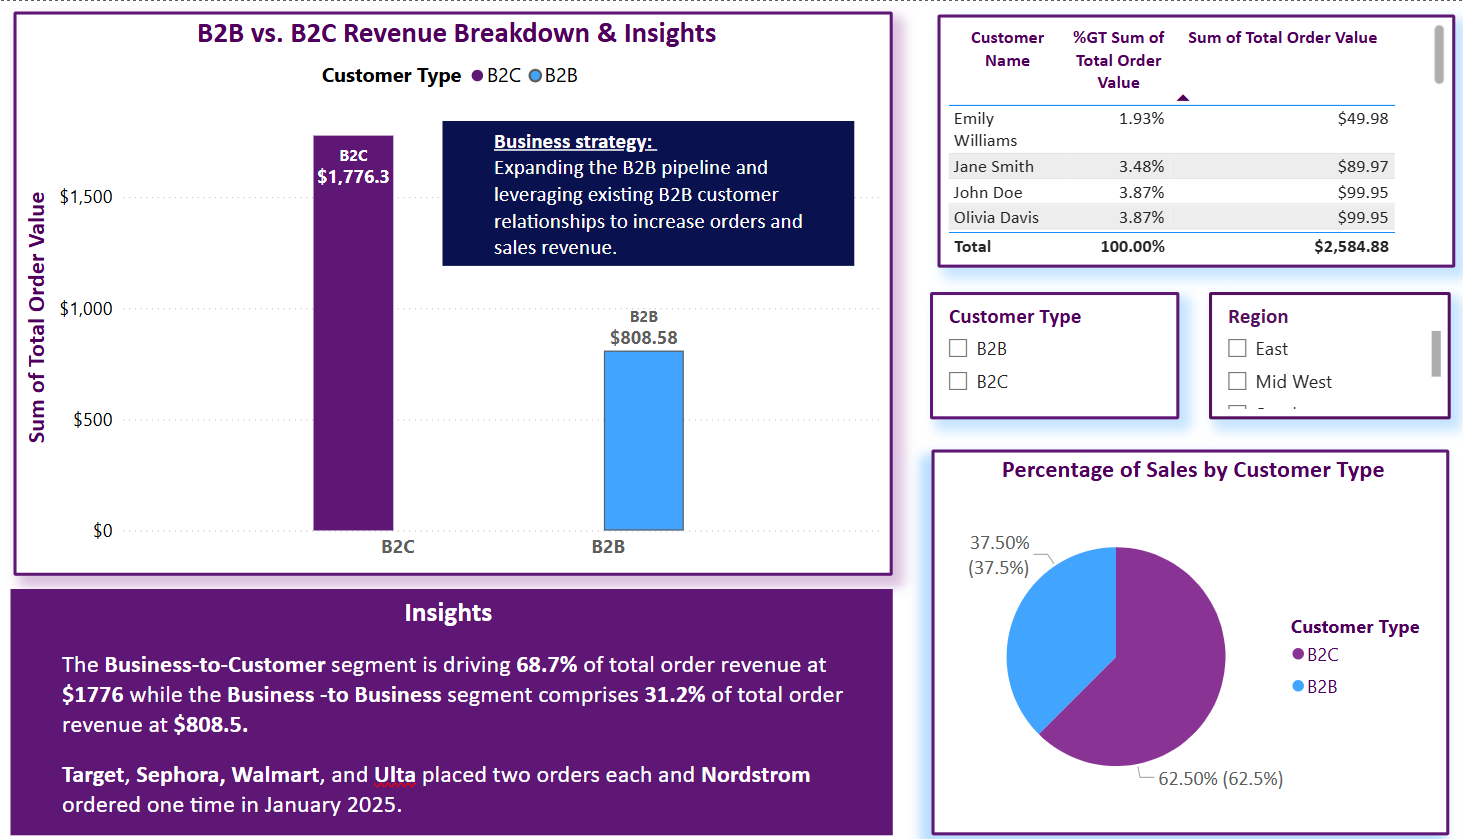 B2B vs. B2C Revenue Breakdown & Insights
Customer Type B2C B2B
Sum of Total Order Value
$1,500
$1,000
$500
$0
B2C
$1,776.3
B2B
$808.58
B2C
B2B
Business strategy:
Expanding the B2B pipeline and
leveraging existing B2B customer
relationships to increase orders and
sales revenue.
Insights
The Business-to-Customer segment is driving 68.7% of total order revenue at
$1776 while the Business -to Business segment comprises 31.2% of total order
revenue at $808.5.
Target, Sephora, Walmart, and Ulta placed two orders each and Nordstrom
ordered one time in January 2025.
Customer Name %GT Sum of Total Order Value Sum of Total Order Value
Emily Williams 1.93% $49.98
Jane Smith 3.48% $89.97
John Doe 3.87% $99.95
Olivia Davis 3.87% $99.95
Total 100.00% $2,584.88
Customer Type
B2B
B2C
Region
East
Mid West
Percentage of Sales by Customer Type
37.50%
(37.5%)
62.50% (62.5%)
Customer Type
B2C
B2B